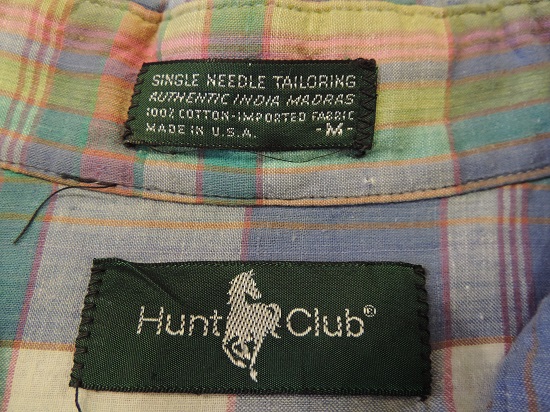 SINGLE NEEDLE TAILORING
AUTHENTIC INDIA MADRAS
100% COTTON-IMPORTED FABRIC
MADE IN U.S.A. -M-
Hunt Club®